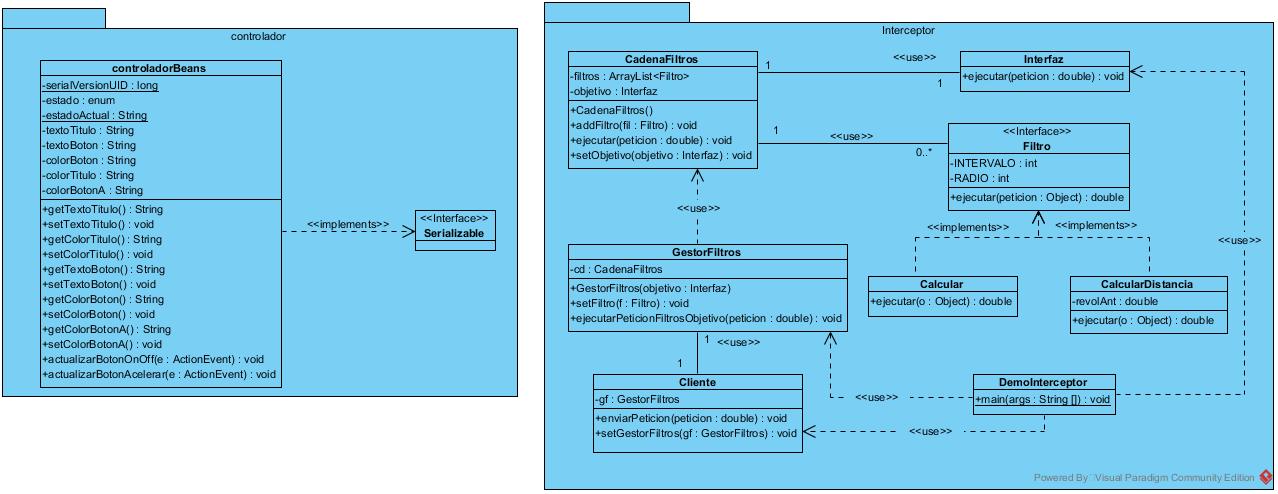 controlador
controladorBeans
-serialVersionUID : long
-estado : enum
-estadoActual : String
-textoTitulo : String
-textoBoton : String
-colorBoton : String
-colorTitulo : String
-colorBotonA : String
+getTextoTitulo() : String
+setTextoTitulo() : void
+getColorTitulo() : String
+setColorTitulo() : void
+getTextoBoton() : String
+setTextoBoton() : void
+getColorBoton() : String
+setColorBoton() : void
+getColorBotonA() : String
+setColorBotonA() : void
+actualizarBotonOnOff(e : ActionEvent) : void
+actualizarBotonAcelerar(e : ActionEvent) : void
<<implements>>
<<Interface>>
Serializable
Interceptor
CadenaFiltros
-filtros : ArrayList<Filtro>
-objetivo : Interfaz
+CadenaFiltros()
+addFiltro(fil : Filtro) : void
+ejecutar(peticion : double) : void
+setObjetivo(objetivo : Interfaz) : void
1
<<use>>
1
Interfaz
+ejecutar(peticion : double) : void
1
<<use>>
0..*
<<Interface>>
Filtro
-INTERVALO : int
-RADIO : int
+ejecutar(peticion : Object) : double
<<use>>
<<implements>>
<<implements>>
<<use>>
GestorFiltros
-cd : CadenaFiltros
+GestorFiltros(objetivo : Interfaz)
+setFiltro(f : Filtro) : void
+ejecutarPeticionFiltrosObjetivo(peticion : double) : void
Calcular
+ejecutar(o : Object) : double
CalcularDistancia
-revolAnt : double
+ejecutar(o : Object) : double
1
<<use>>
1
Cliente
-gf : GestorFiltros
+enviarPeticion(peticion : double) : void
+setGestorFiltros(gf : GestorFiltros) : void
<<use>>
DemoInterceptor
+main(args : String []) : void
<<use>>
Powered By Visual Paradigm Community Edition